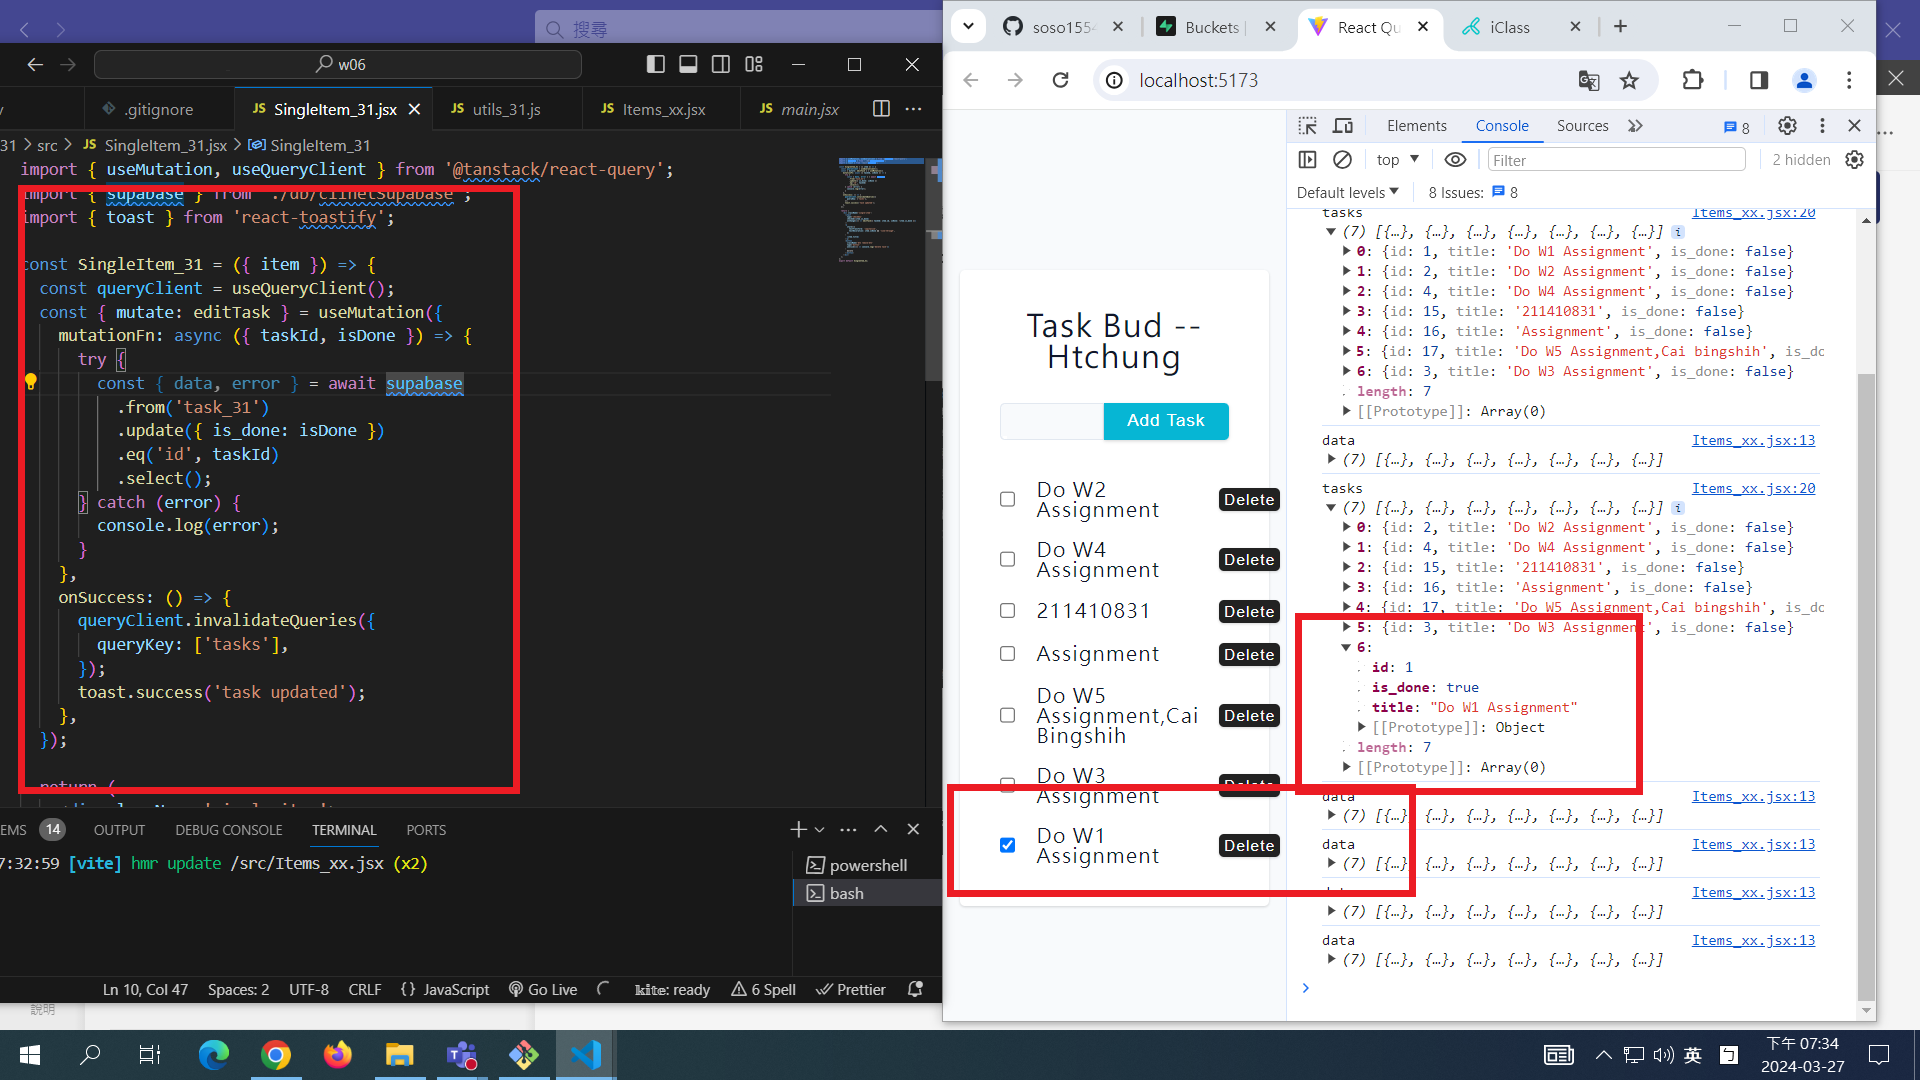 搜尋
w06
.gitignore
JS SingleItem_31.jsx
JS utils_31.js
JS Items_xx.jsx
JS main.jsx
31 > src > JS SingleItem_31.jsx > SingleItem_31
import { useMutation, useQueryClient } from '@tanstack/react-query';
import { supabase } from './db/clinetSupabase';
import { toast } from 'react-toastify';
const SingleItem_31 = ({ item }) => {
const queryClient = useQueryClient();
const { mutate: editTask } = useMutation({
mutationFn: async ({ taskId, isDone }) => {
try {
const { data, error } = await supabase
.from('task_31')
.update({ is_done: isDone })
.eq('id', taskId)
.select();
} catch (error) {
console.log(error);
}
},
onSuccess: () => {
queryClient.invalidateQueries({
queryKey: ['tasks'],
});
toast.success('task updated');
},
});
return (
EMS 14 OUTPUT DEBUG CONSOLE TERMINAL PORTS
7:32:59 [vite] hmr update /src/Items_xx.jsx (x2)
powershell
bash
Ln 10, Col 47 Spaces: 2 UTF-8 CRLF {} JavaScript Go Live kite: ready 6 Spell Prettier
說明
soso155
Buckets
React Qu
iClass
localhost:5173
Task Bud --
Htchung
Add Task
Do W2
Assignment
Delete
Do W4
Assignment
Delete
211410831
Delete
Assignment
Delete
Do W5
Assignment,Cai
Bingshih
Delete
Do W3
Assignment
Delete
Do W1
Assignment
Delete
Elements Console Sources 8
top Filter 2 hidden
Default levels 8 Issues: 8
tasks Items_xx.jsx:20
(7) [{…}, {…}, {…}, {…}, {…}, {…}, {…}] i
0: {id: 1, title: 'Do W1 Assignment', is_done: false}
1: {id: 2, title: 'Do W2 Assignment', is_done: false}
2: {id: 4, title: 'Do W4 Assignment', is_done: false}
3: {id: 15, title: '211410831', is_done: false}
4: {id: 16, title: 'Assignment', is_done: false}
5: {id: 17, title: 'Do W5 Assignment,Cai bingshih', is_do
6: {id: 3, title: 'Do W3 Assignment', is_done: false}
length: 7
[[Prototype]]: Array(0)
data Items_xx.jsx:13
(7) [{…}, {…}, {…}, {…}, {…}, {…}, {…}]
tasks Items_xx.jsx:20
(7) [{…}, {…}, {…}, {…}, {…}, {…}, {…}] i
0: {id: 2, title: 'Do W2 Assignment', is_done: false}
1: {id: 4, title: 'Do W4 Assignment', is_done: false}
2: {id: 15, title: '211410831', is_done: false}
3: {id: 16, title: 'Assignment', is_done: false}
4: {id: 17, title: 'Do W5 Assignment,Cai bingshih', is_do
5: {id: 3, title: 'Do W3 Assignment', is_done: false}
6:
id: 1
is_done: true
title: "Do W1 Assignment"
[[Prototype]]: Object
length: 7
[[Prototype]]: Array(0)
data Items_xx.jsx:13
(7) [{…}, {…}, {…}, {…}, {…}, {…}, {…}]
data Items_xx.jsx:13
(7) [{…}, {…}, {…}, {…}, {…}, {…}, {…}]
Items_xx.jsx:13
(7) [{…}, {…}, {…}, {…}, {…}, {…}, {…}]
data Items_xx.jsx:13
(7) [{…}, {…}, {…}, {…}, {…}, {…}, {…}]
英
ㄅ
下午 07:34
2024-03-27